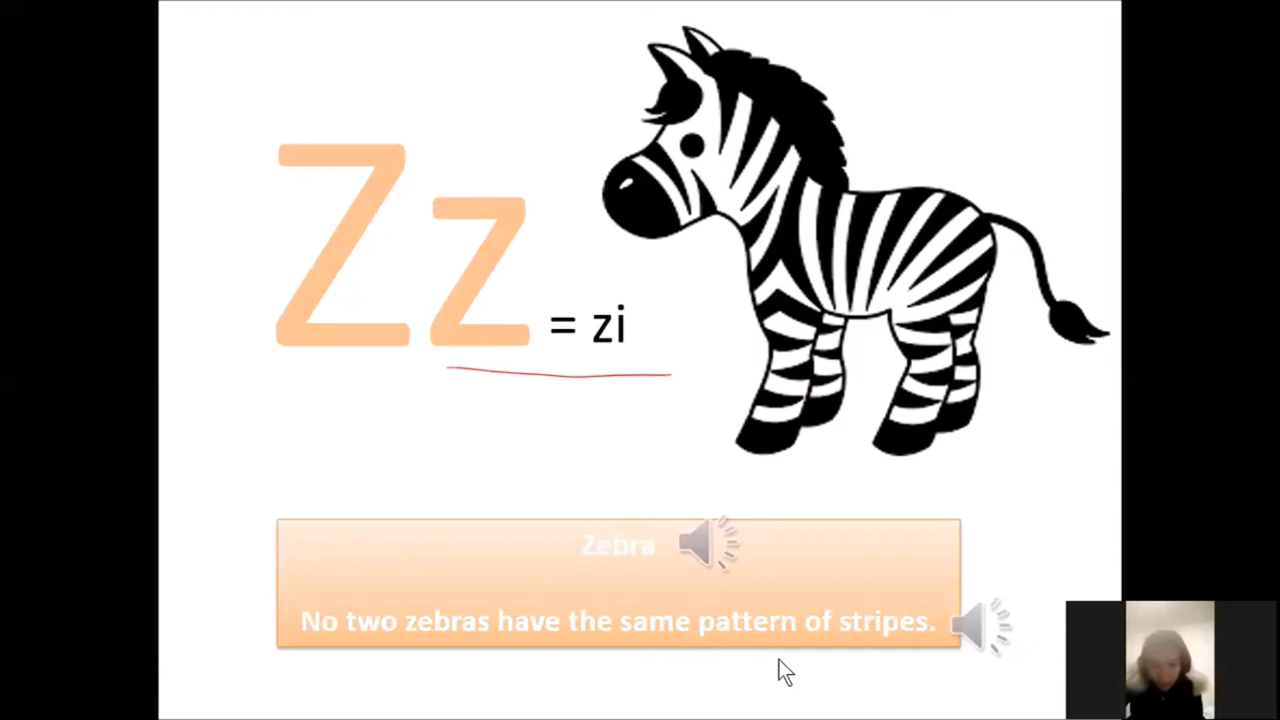 Zz = zi
Zebra
No two zebras have the same pattern of stripes.